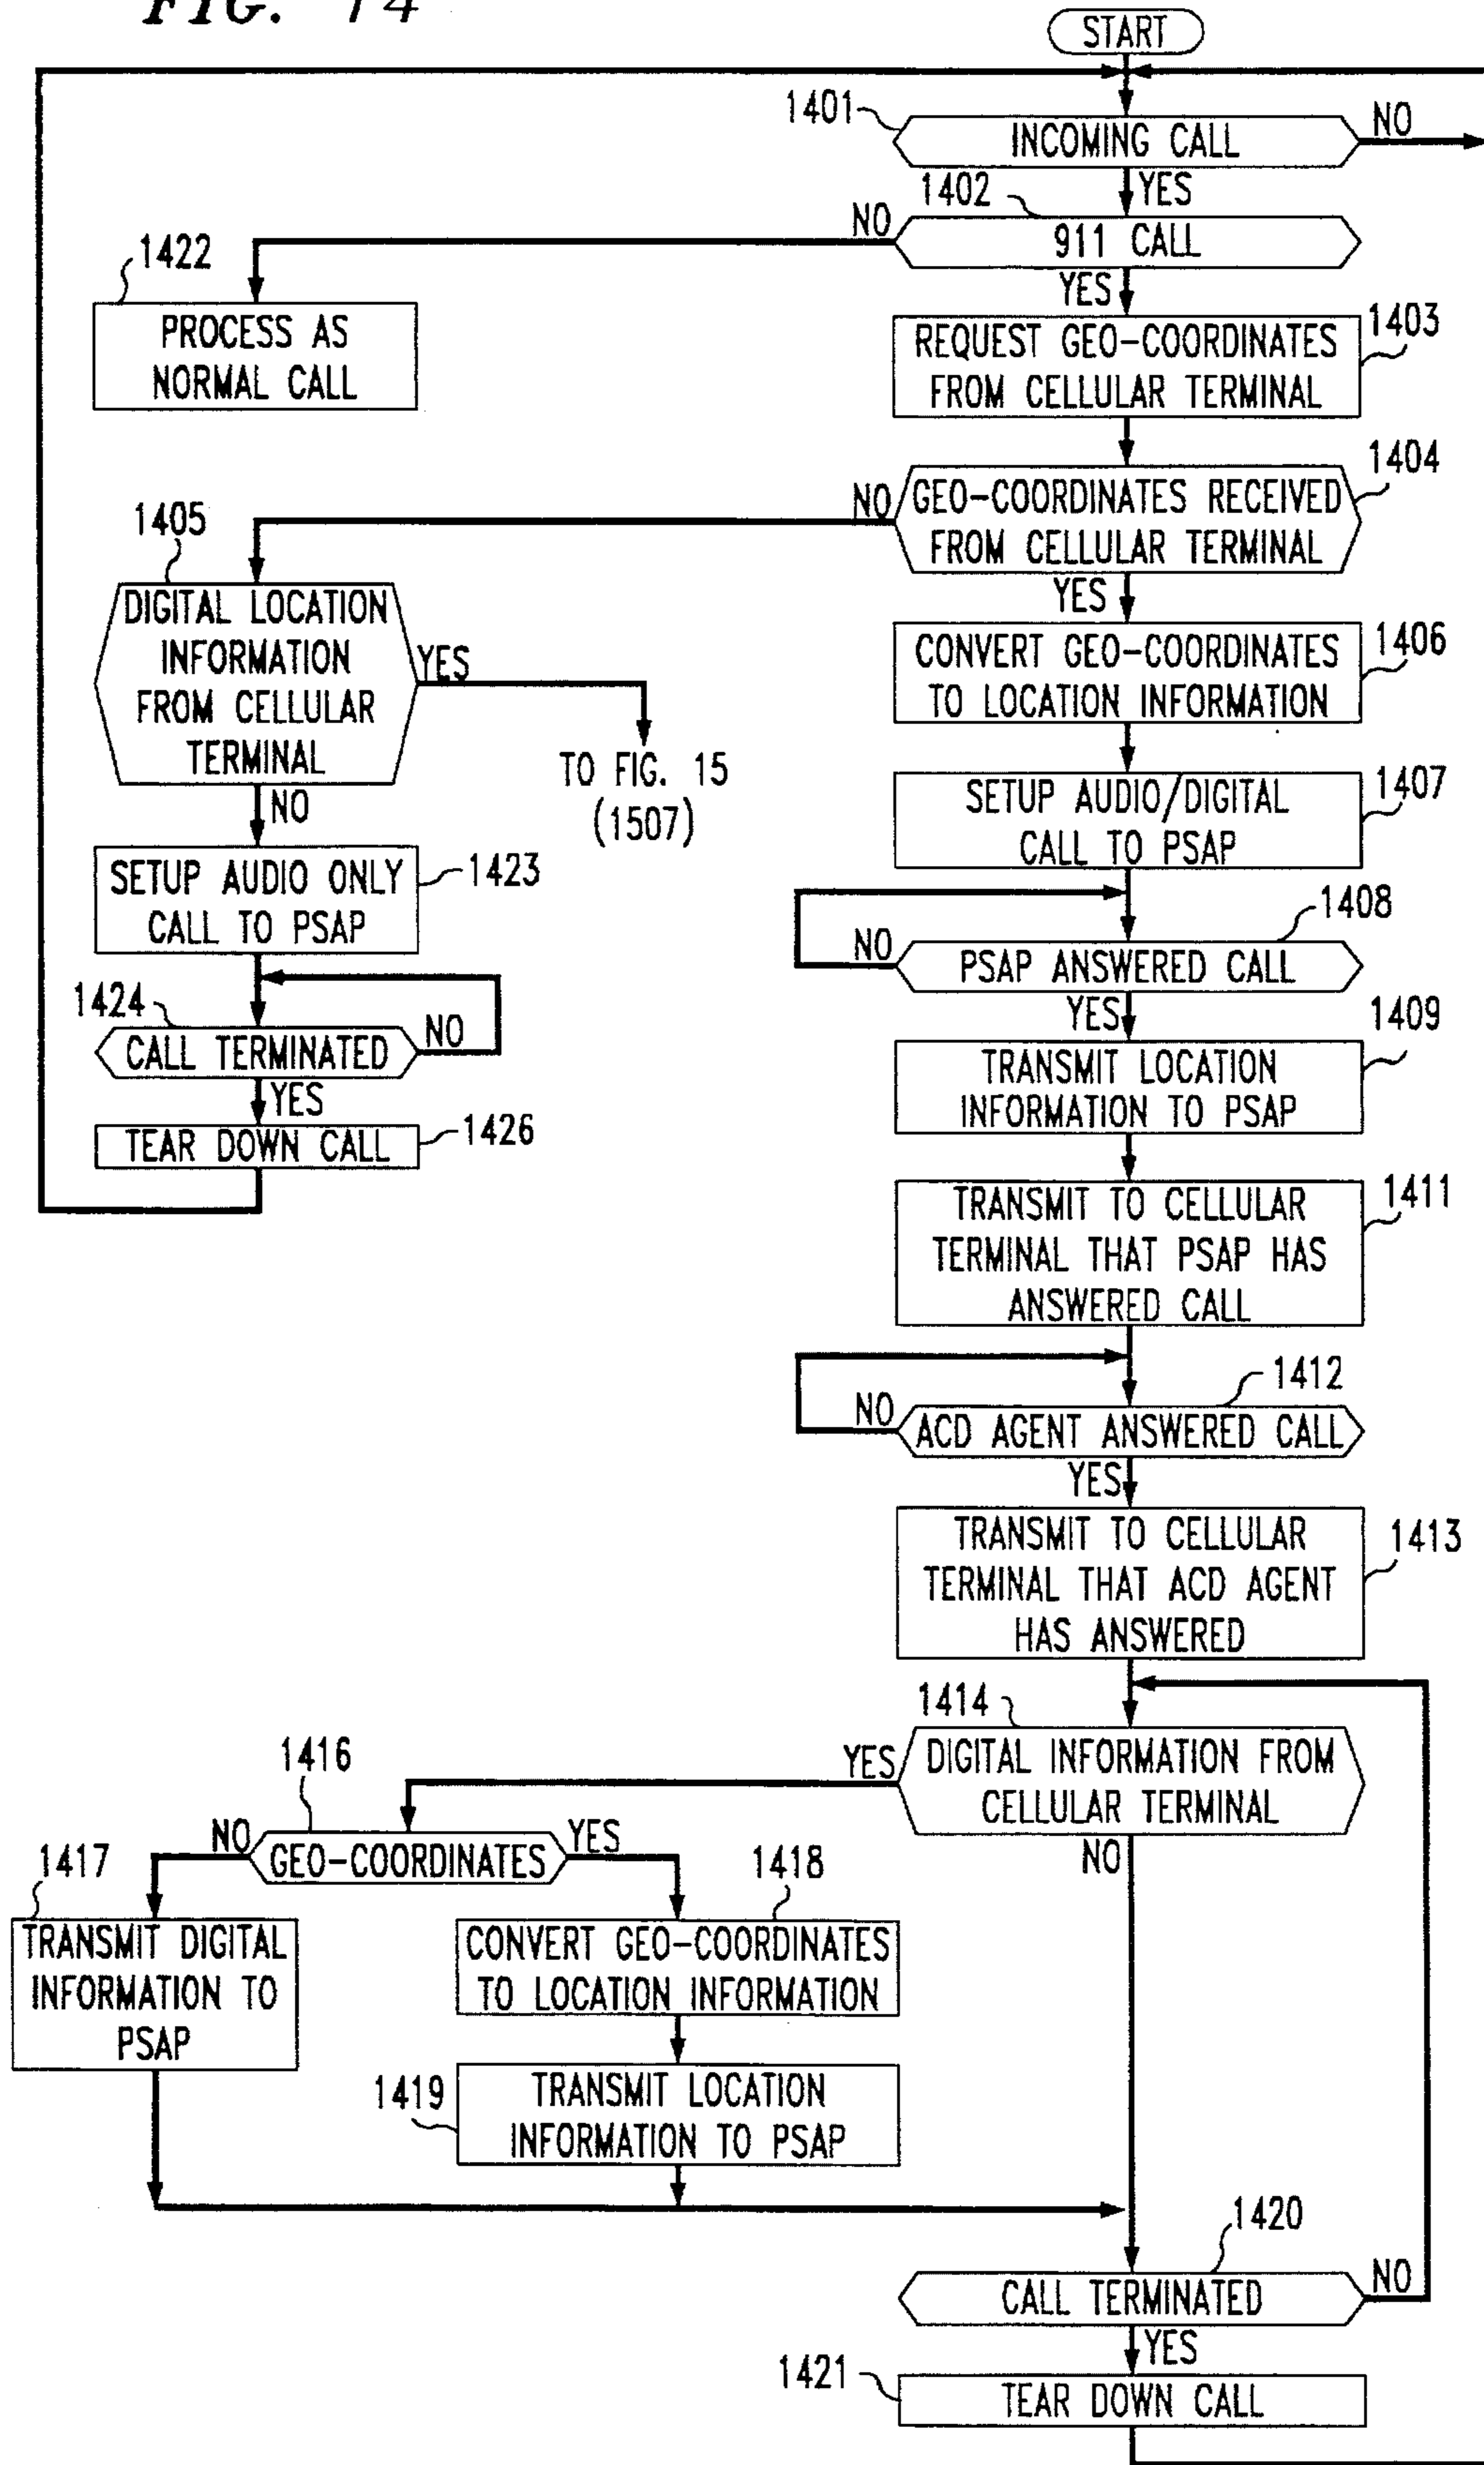 FIG. 14
START
1401
INCOMING CALL
NO
YES
1402
911 CALL
NO
YES
1422
PROCESS AS
NORMAL CALL
1403
REQUEST GEO-COORDINATES
FROM CELLULAR TERMINAL
1404
GEO-COORDINATES RECEIVED
FROM CELLULAR TERMINAL
NO
YES
1405
DIGITAL LOCATION
INFORMATION
FROM CELLULAR
TERMINAL
YES
NO
TO FIG. 15
(1507)
1406
CONVERT GEO-COORDINATES
TO LOCATION INFORMATION
1407
SETUP AUDIO/DIGITAL
CALL TO PSAP
1423
SETUP AUDIO ONLY
CALL TO PSAP
1424
CALL TERMINATED
NO
YES
1426
TEAR DOWN CALL
1408
PSAP ANSWERED CALL
NO
YES
1409
TRANSMIT LOCATION
INFORMATION TO PSAP
1411
TRANSMIT TO CELLULAR
TERMINAL THAT PSAP HAS
ANSWERED CALL
1412
ACD AGENT ANSWERED CALL
NO
YES
1413
TRANSMIT TO CELLULAR
TERMINAL THAT ACD AGENT
HAS ANSWERED
1414
DIGITAL INFORMATION FROM
CELLULAR TERMINAL
YES
NO
1416
GEO-COORDINATES
NO
YES
1417
TRANSMIT DIGITAL
INFORMATION TO
PSAP
1418
CONVERT GEO-COORDINATES
TO LOCATION INFORMATION
1419
TRANSMIT LOCATION
INFORMATION TO PSAP
1420
CALL TERMINATED
NO
YES
1421
TEAR DOWN CALL